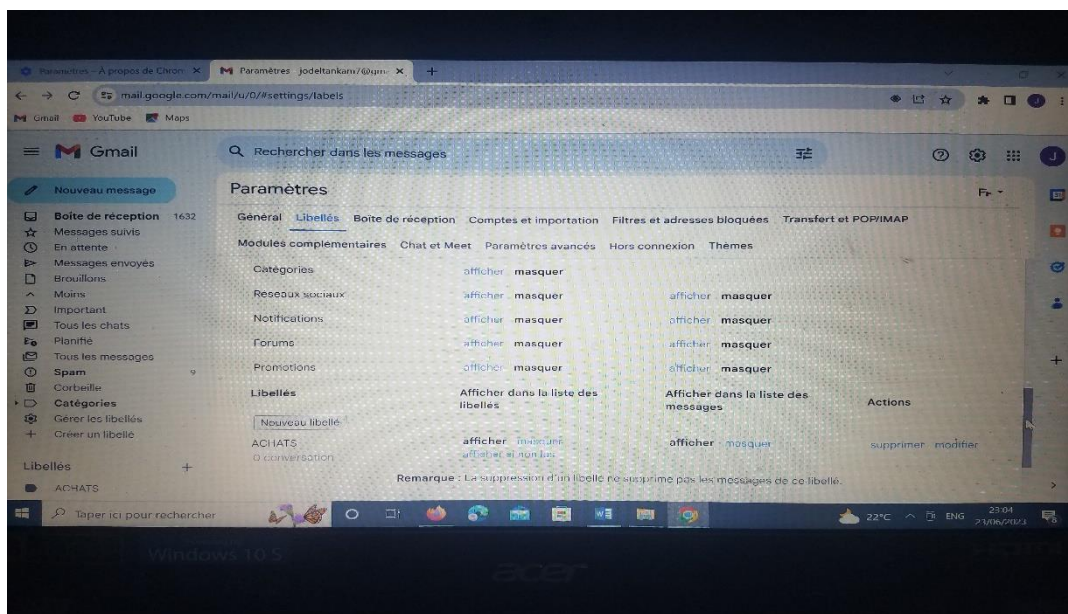 Paramètres - À propos de Chron
Paramètres jodeltankam7@gm
mail.google.com/mail/u/0/#settings/labels
Gmail YouTube Maps
Gmail
Rechercher dans les messages
J
Nouveau message
Boîte de réception 1632
Messages suivis
En attente
Messages envoyés
Brouillons
Moins
Important
Tous les chats
Planifié
Tous les messages
Spam 9
Corbeille
Catégories
Gérer les libellés
Créer un libellé
Libellés
ACHATS
Paramètres
Fr
Général Libellés Boîte de réception Comptes et importation Filtres et adresses bloquées Transfert et POP/IMAP
Modules complémentaires Chat et Meet Paramètres avancés Hors connexion Thèmes
Catégories afficher masquer
Réseaux sociaux afficher masquer afficher masquer
Notifications afficher masquer afficher masquer
Forums afficher masquer afficher masquer
Promotions afficher masquer afficher masquer
Libellés Afficher dans la liste des libellés Afficher dans la liste des messages Actions
Nouveau libellé
ACHATS afficher masquer afficher masquer supprimer modifier
0 conversation afficher si non lus
Remarque : La suppression d'un libellé ne supprime pas les messages de ce libellé.
Taper ici pour rechercher
22°C ENG 23:04
23/06/2023
Windows 10 S
acer